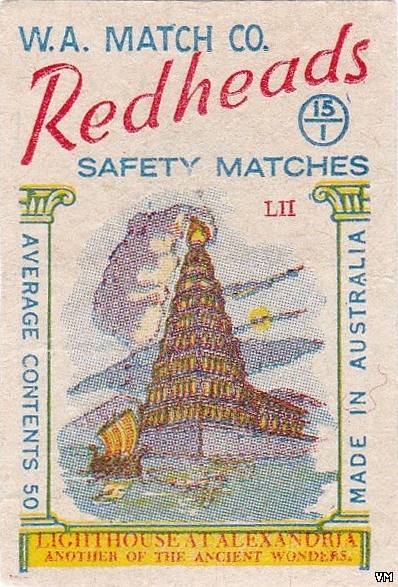 W.A. MATCH CO.
Redheads
15
1
SAFETY MATCHES
LII
AVERAGE CONTENTS 50
MADE IN AUSTRALIA
LIGHTHOUSE AT ALEXANDRIA
ANOTHER OF THE ANCIENT WONDERS.
VM